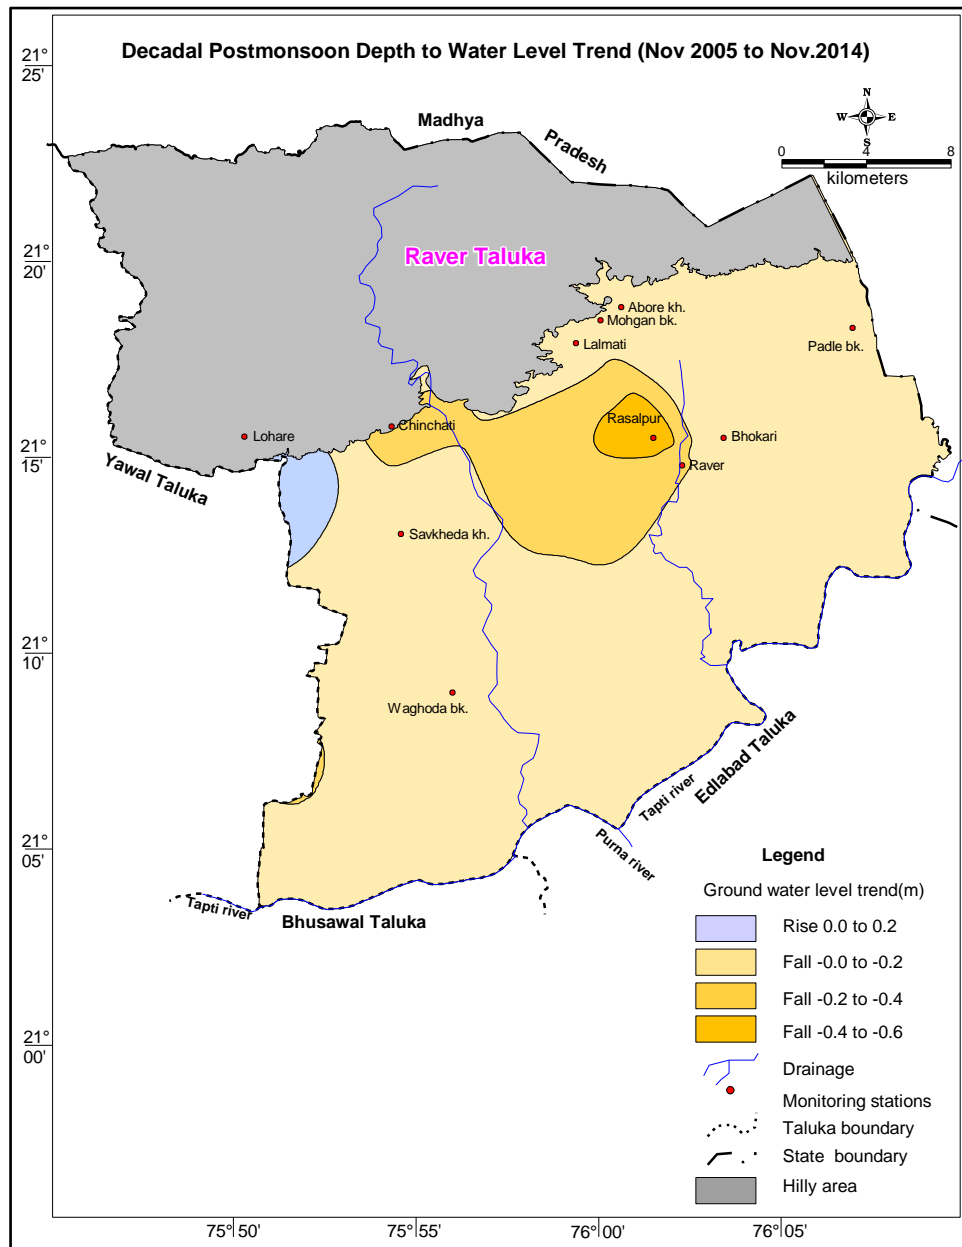 Decadal Postmonsoon Depth to Water Level Trend (Nov 2005 to Nov.2014)
21°
25'
N
W E
S
Madhya
Pradesh
0 4 8
kilometers
21°
20'
Raver Taluka
Abore kh.
Mohgan bk.
Lalmati
Padle bk.
Rasalpur
Chinchati
Lohare
Bhokari
21°
15'
Yawal Taluka
Raver
Savkheda kh.
21°
10'
Waghoda bk.
Edlabad Taluka
Tapti river
Purna river
21°
05'
Tapti river
Bhusawal Taluka
Legend
Ground water level trend(m)
Rise 0.0 to 0.2
Fall -0.0 to -0.2
Fall -0.2 to -0.4
Fall -0.4 to -0.6
21°
00'
Drainage
Monitoring stations
Taluka boundary
State boundary
Hilly area
75°50' 75°55' 76°00' 76°05'